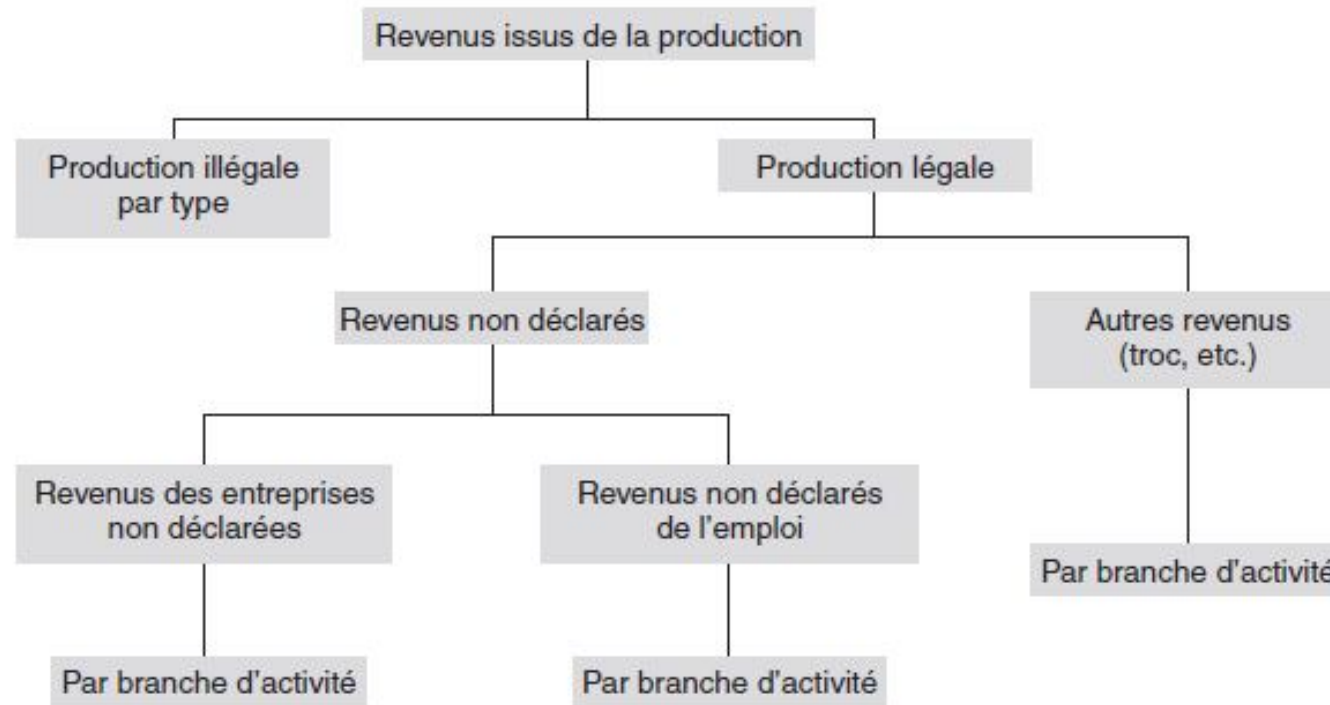 Revenus issus de la production
Production illégale
par type
Production légale
Revenus non déclarés
Autres revenus
(troc, etc.)
Revenus des entreprises
non déclarées
Revenus non déclarés
de l'emploi
Par branche d'activité
Par branche d'activité
Par branche d'activité